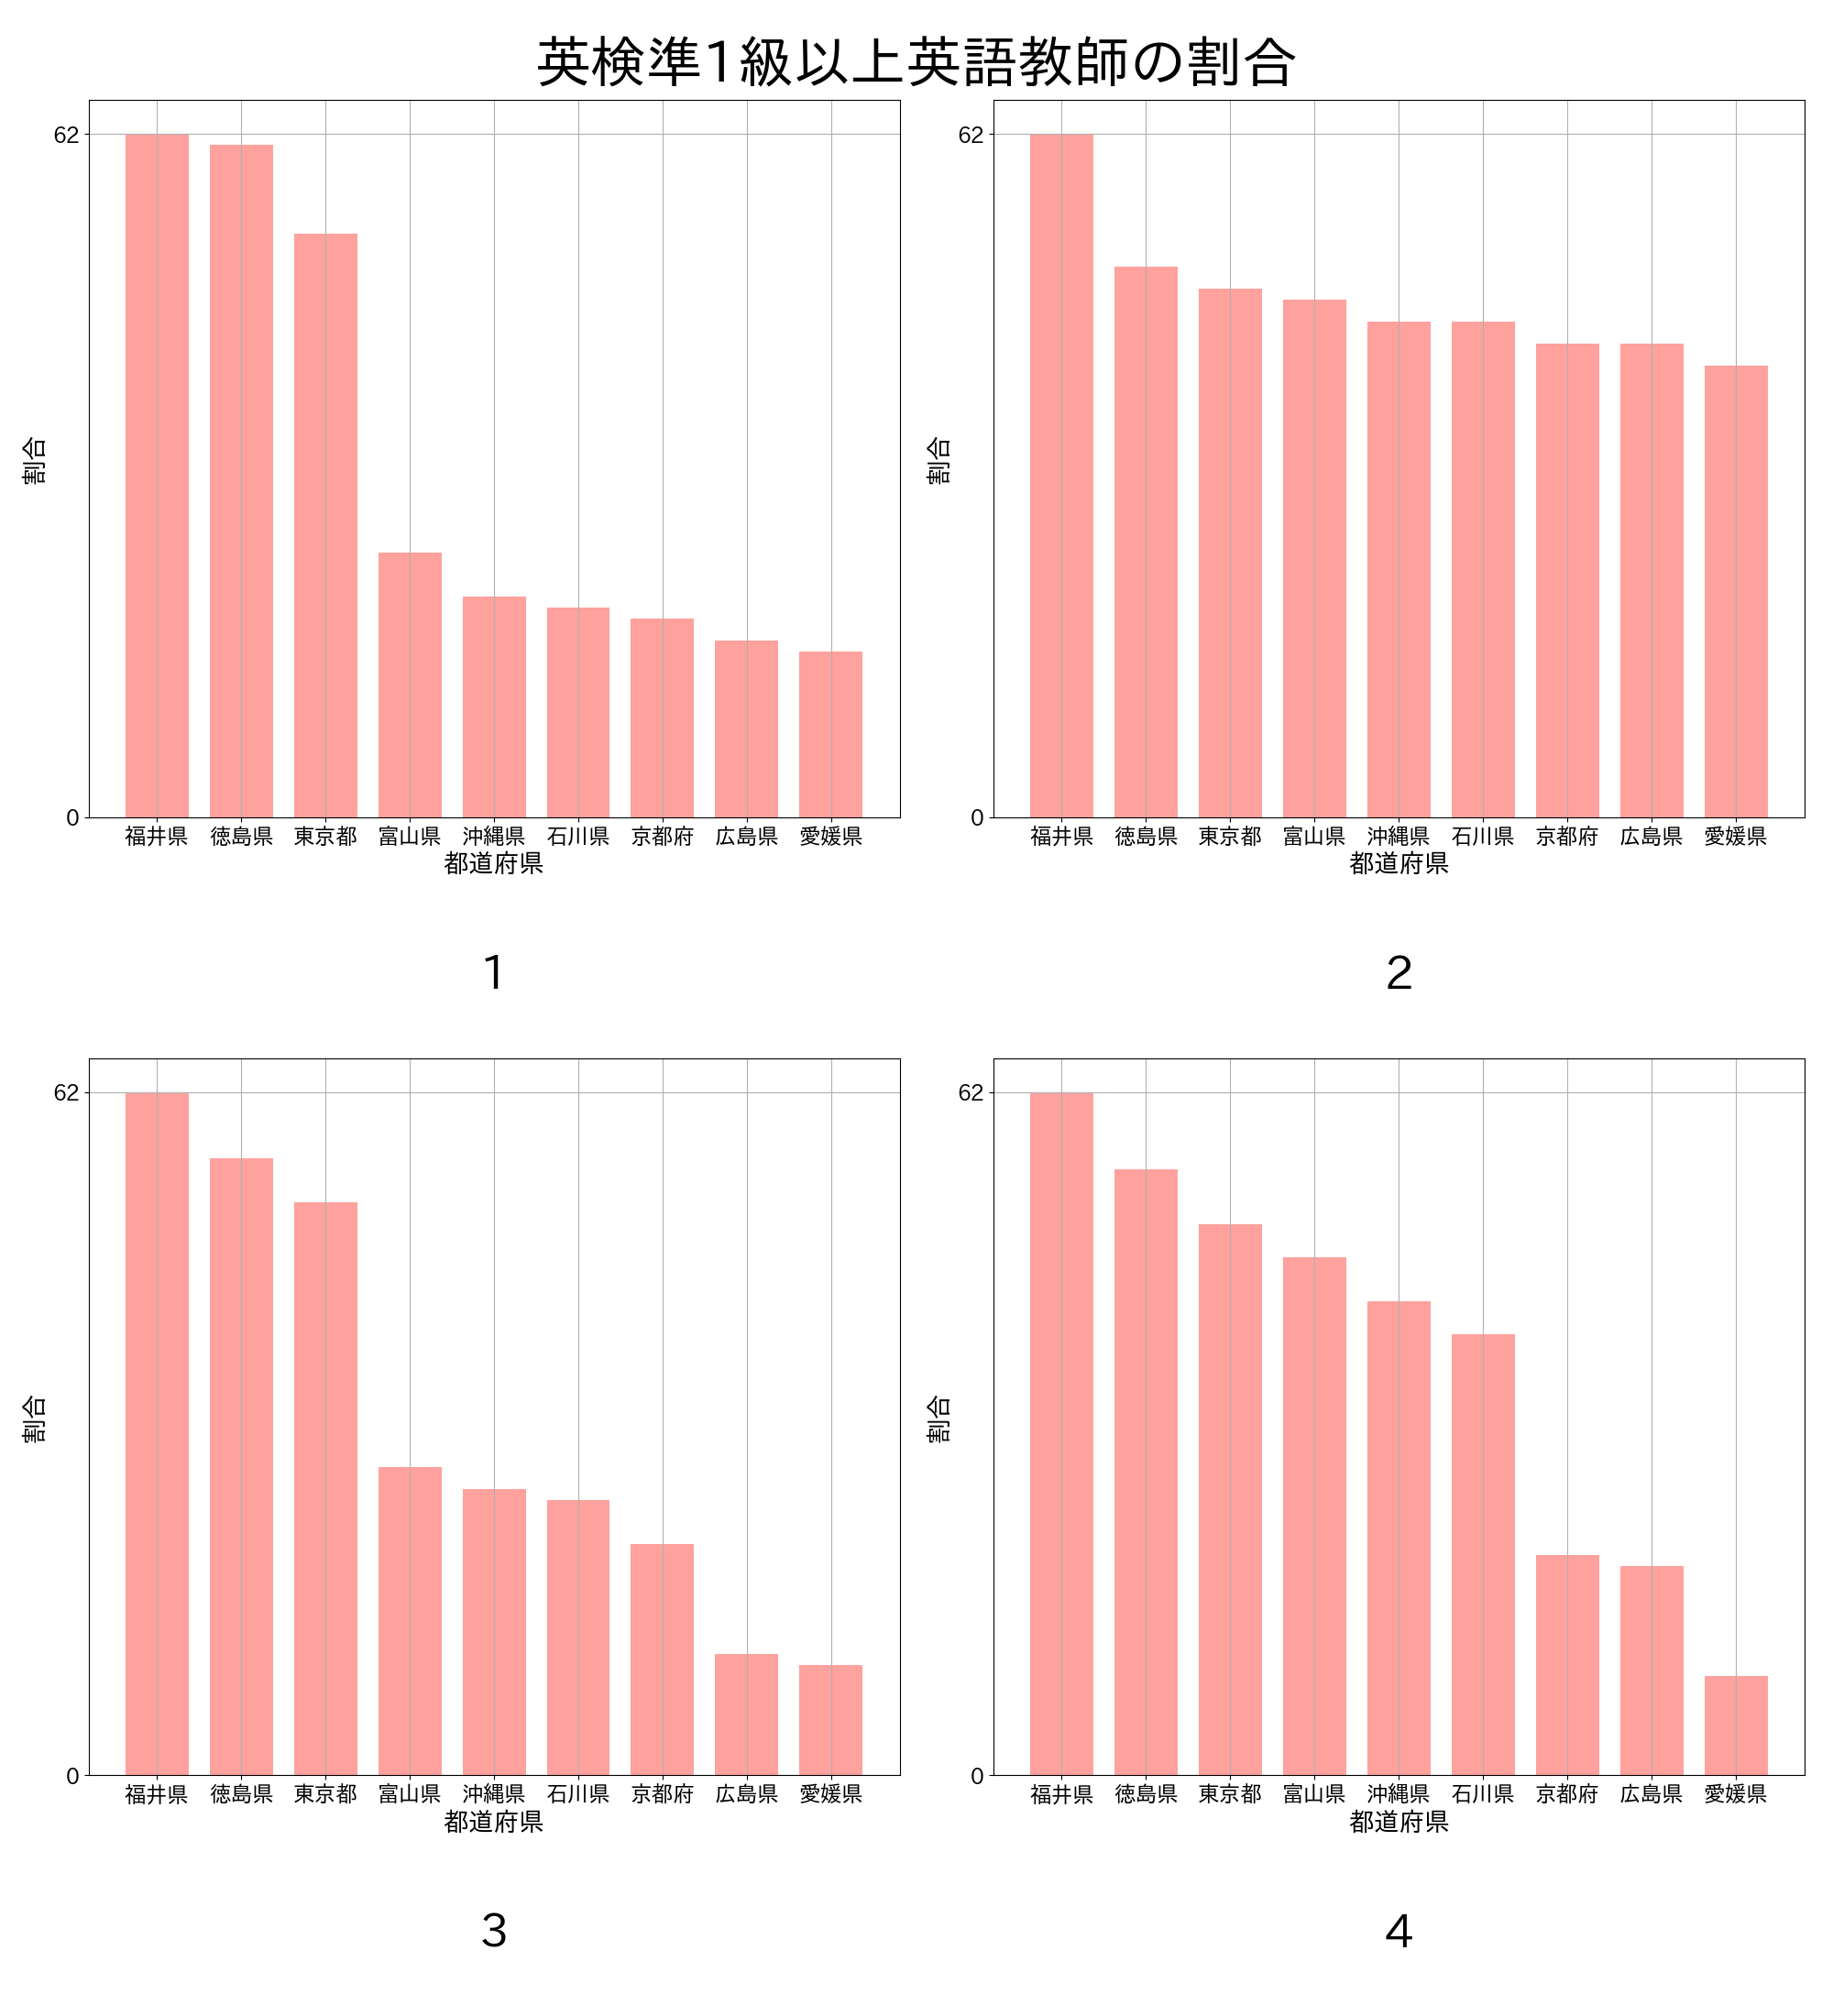 英検準1級以上英語教師の割合
62
0
割合
福井県 徳島県 東京都 富山県 沖縄県 石川県 京都府 広島県 愛媛県
都道府県
1
62
0
割合
福井県 徳島県 東京都 富山県 沖縄県 石川県 京都府 広島県 愛媛県
都道府県
2
62
0
割合
福井県 徳島県 東京都 富山県 沖縄県 石川県 京都府 広島県 愛媛県
都道府県
3
62
0
割合
福井県 徳島県 東京都 富山県 沖縄県 石川県 京都府 広島県 愛媛県
都道府県
4